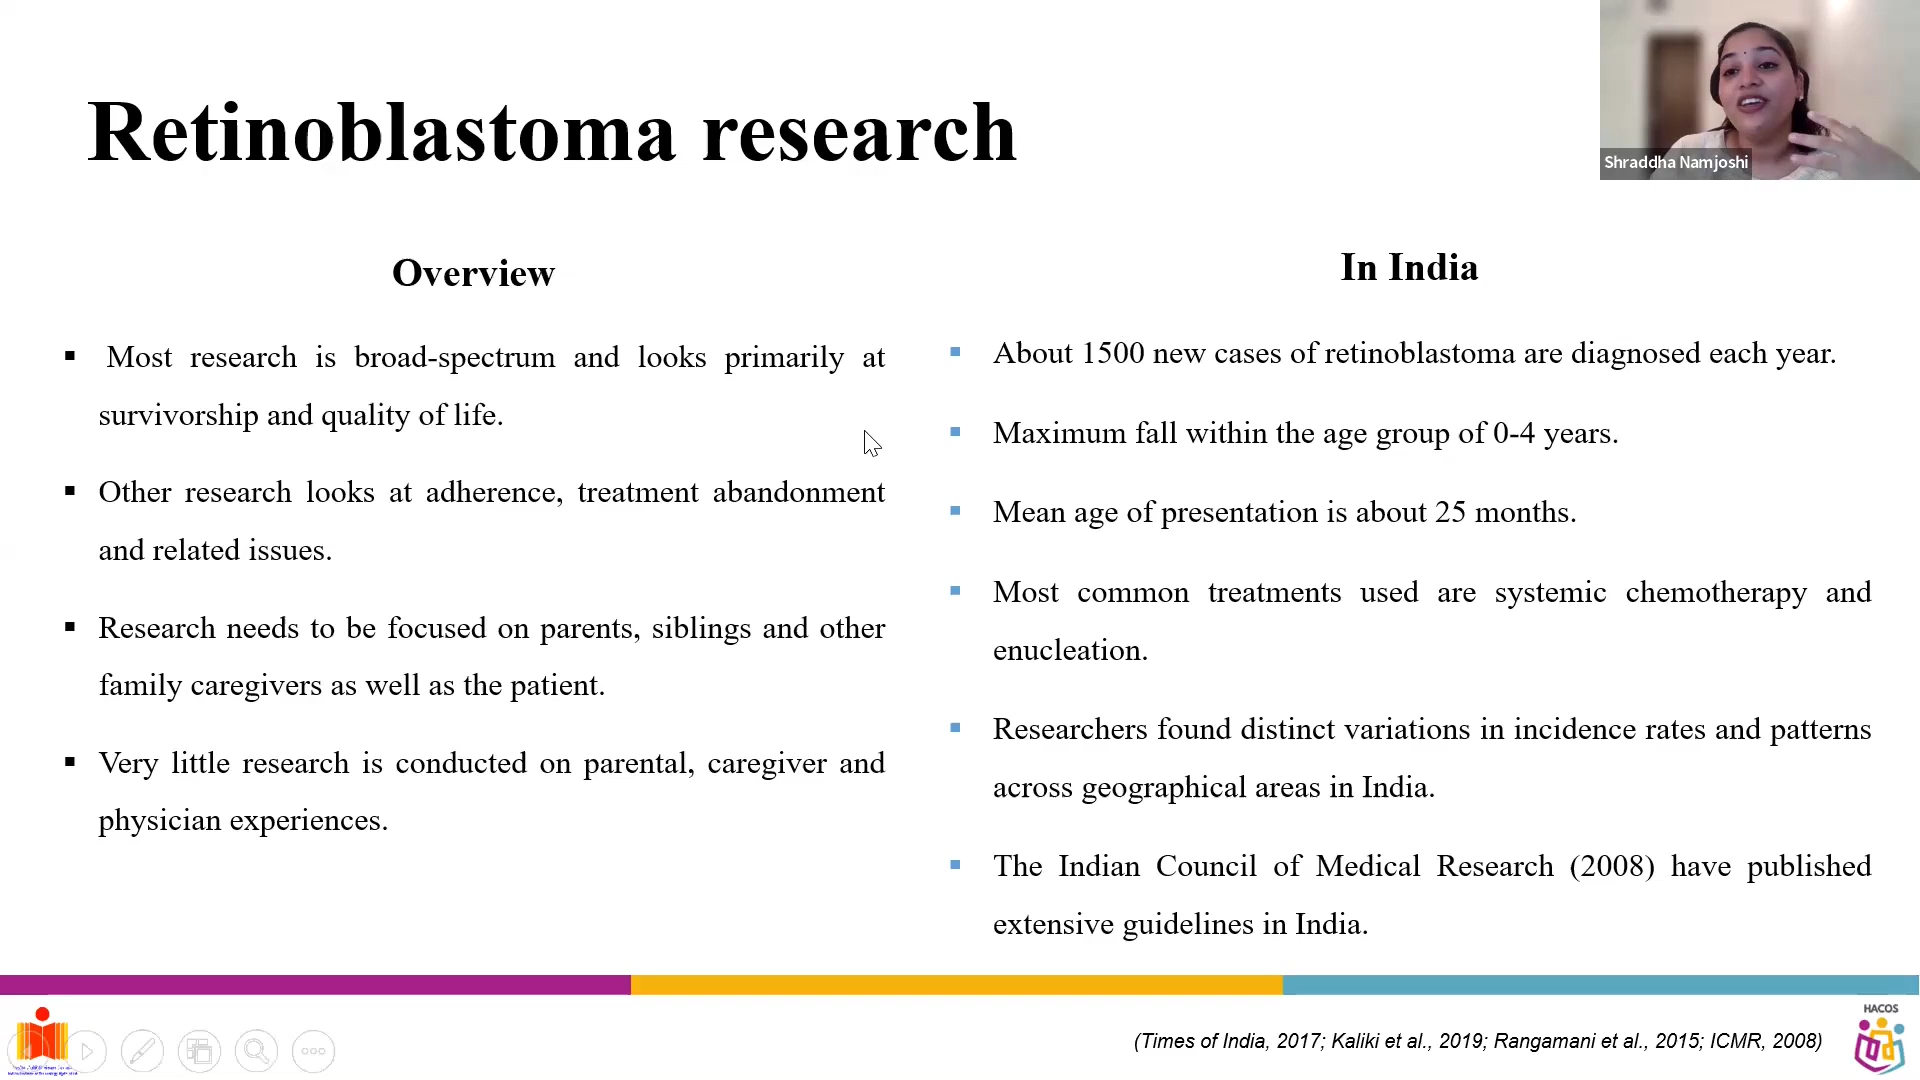 Retinoblastoma research
Shraddha Namjoshi
Overview
Most research is broad-spectrum and looks primarily at
survivorship and quality of life.
Other research looks at adherence, treatment abandonment
and related issues.
Research needs to be focused on parents, siblings and other
family caregivers as well as the patient.
Very little research is conducted on parental, caregiver and
physician experiences.
In India
About 1500 new cases of retinoblastoma are diagnosed each year.
Maximum fall within the age group of 0-4 years.
Mean age of presentation is about 25 months.
Most common treatments used are systemic chemotherapy and
enucleation.
Researchers found distinct variations in incidence rates and patterns
across geographical areas in India.
The Indian Council of Medical Research (2008) have published
extensive guidelines in India.
(Times of India, 2017; Kaliki et al., 2019; Rangamani et al., 2015; ICMR, 2008)
HACOS